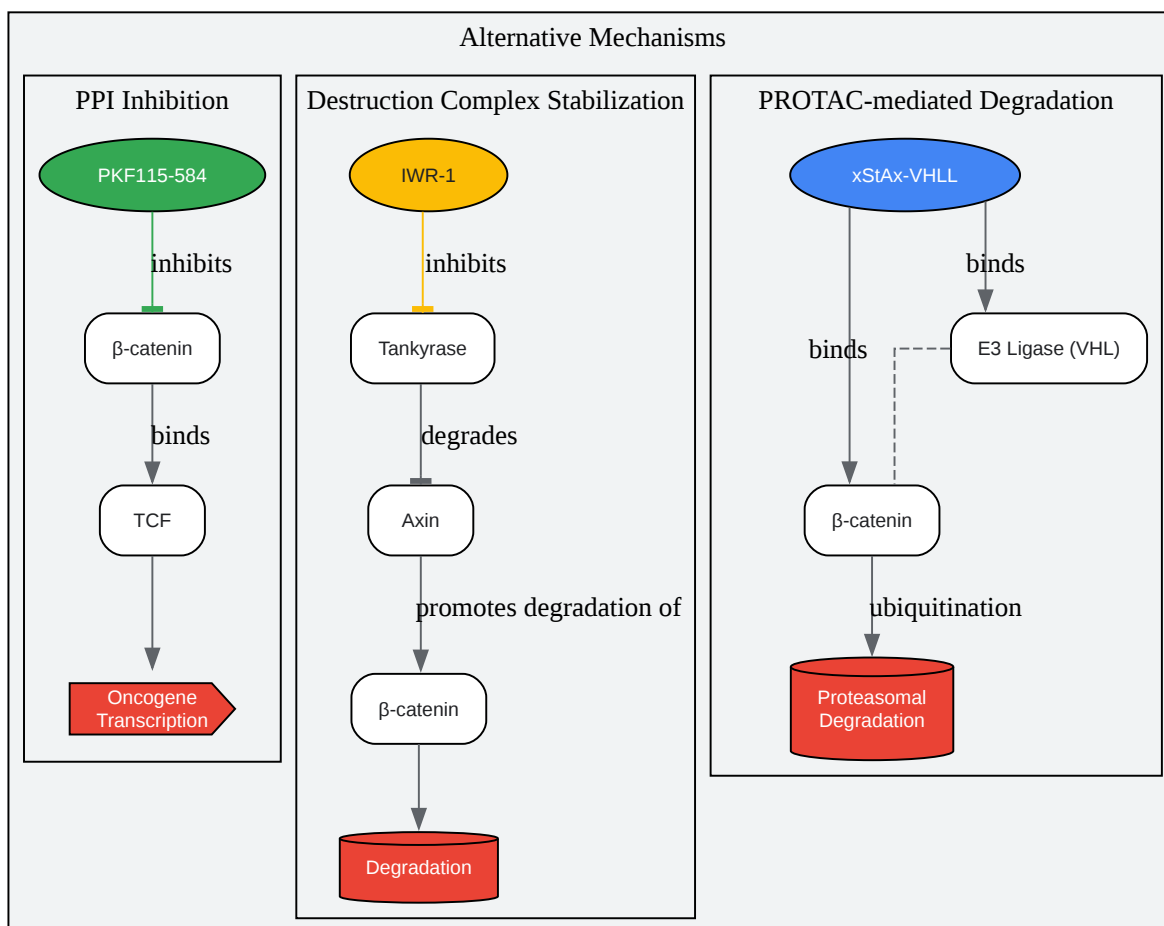 Alternative Mechanisms
PPI Inhibition
PKF115-584
inhibits
β-catenin
binds
TCF
Oncogene
Transcription
Destruction Complex Stabilization
IWR-1
inhibits
Tankyrase
degrades
Axin
promotes degradation of
β-catenin
Degradation
PROTAC-mediated Degradation
xStAx-VHLL
binds
E3 Ligase (VHL)
binds
β-catenin
ubiquitination
Proteasomal
Degradation